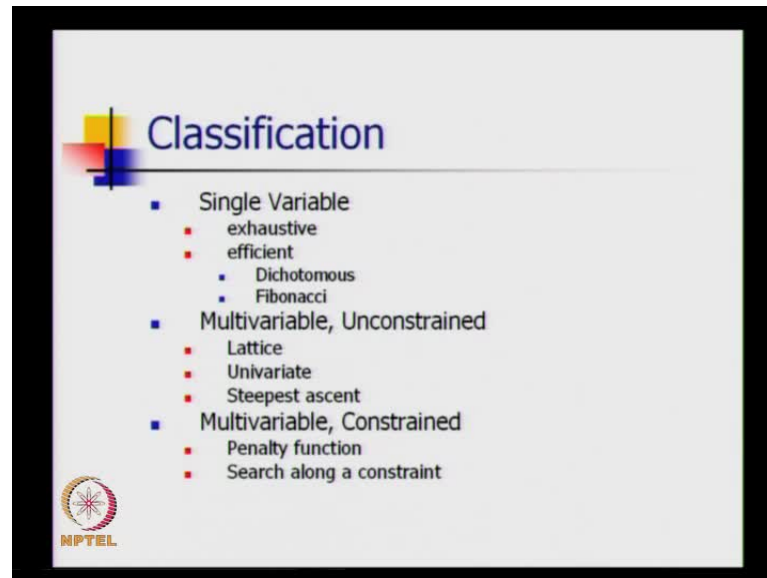 Classification
Single Variable
exhaustive
efficient
Dichotomous
Fibonacci
Multivariable, Unconstrained
Lattice
Univariate
Steepest ascent
Multivariable, Constrained
Penalty function
Search along a constraint
NPTEL